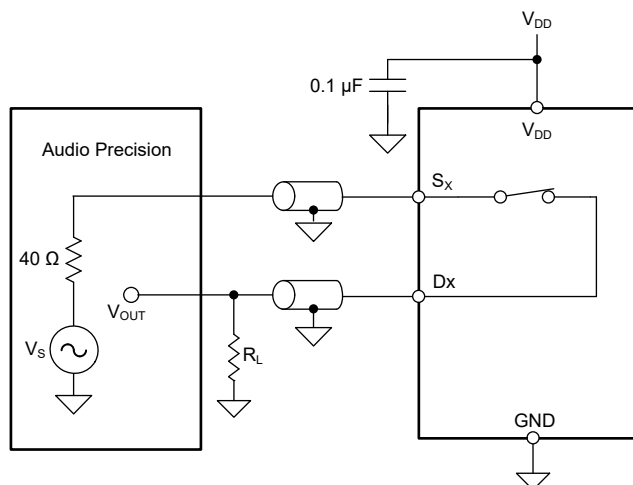 V_DD
0.1 µF
V_DD
Audio Precision
S_X
40 Ω
Dx
V_OUT
V_S
R_L
GND